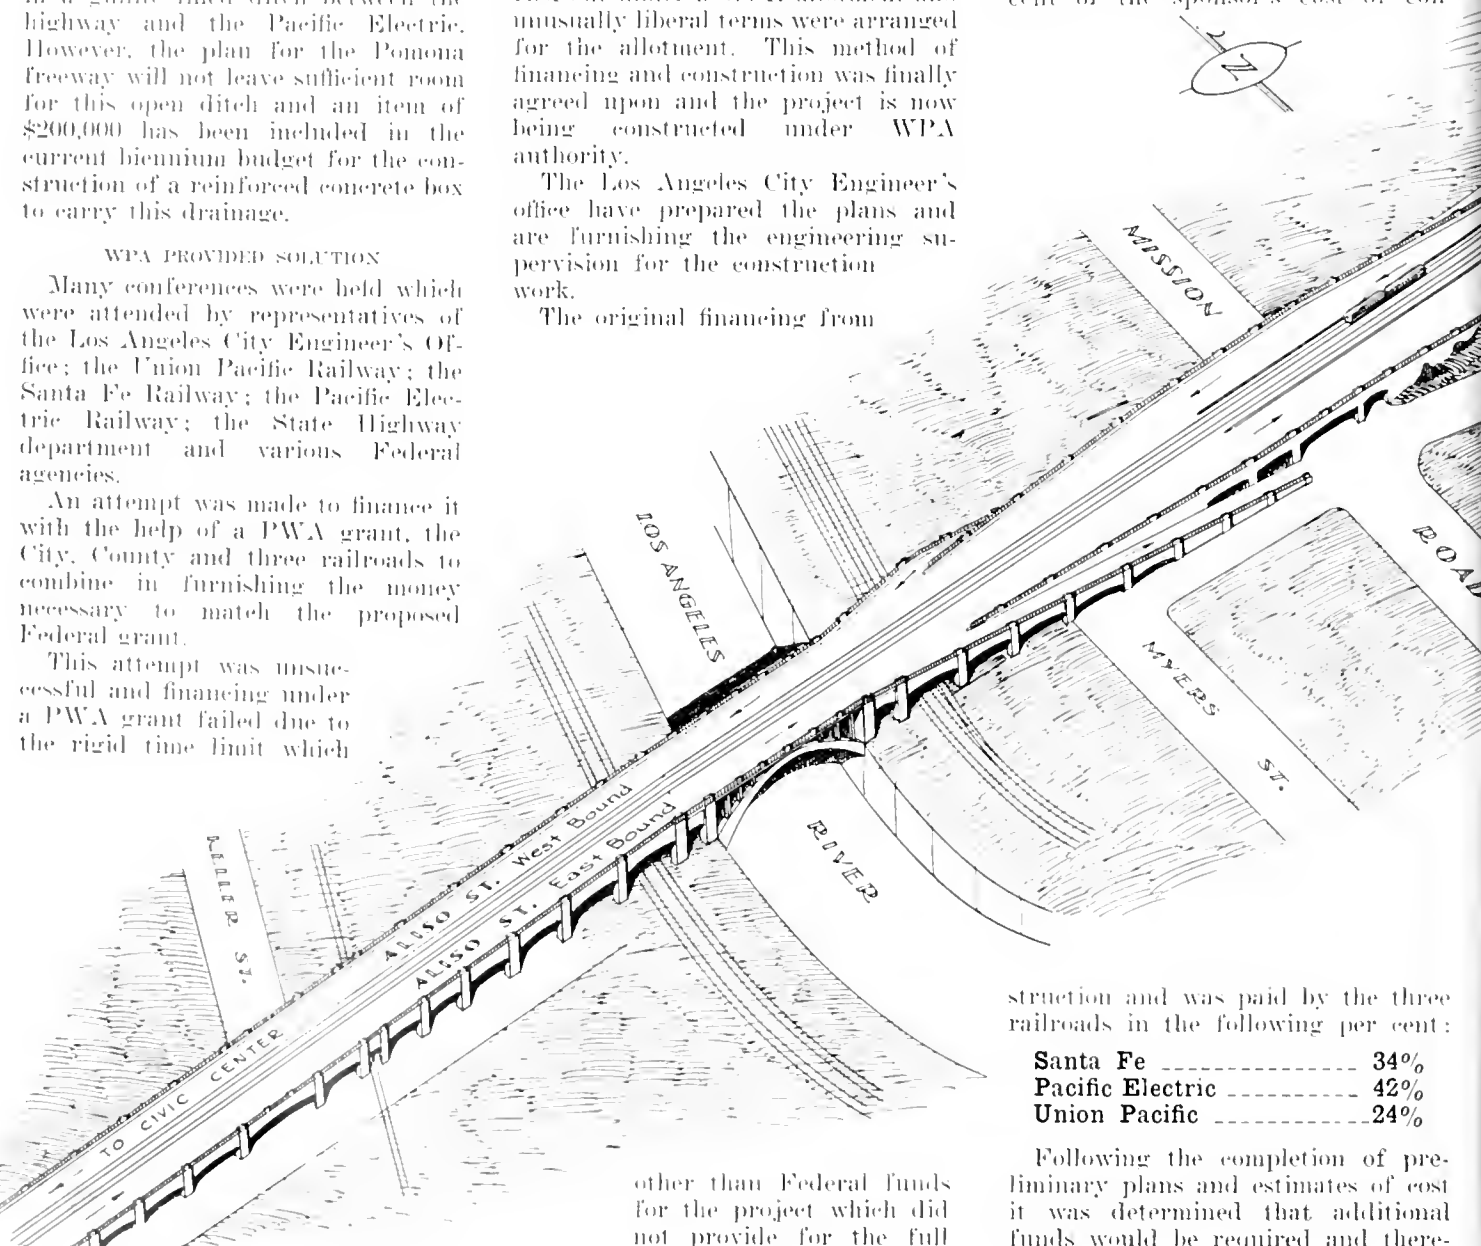 highway and the Pacific Electric.
However, the plan for the Pomona
freeway will not leave sufficient room
for this open ditch and an item of
$200,000 has been included in the
current biennium budget for the con-
struction of a reinforced concrete box
to carry this drainage.
WPA PROVIDED SOLUTION
Many conferences were held which
were attended by representatives of
the Los Angeles City Engineer's Of-
fice; the Union Pacific Railway; the
Santa Fe Railway; the Pacific Elec-
tric Railway; the State Highway
department and various Federal
agencies.
An attempt was made to finance it
with the help of a PWA grant, the
City, County and three railroads to
combine in furnishing the money
necessary to match the proposed
Federal grant.
This attempt was unsuc-
cessful and financing under
a PWA grant failed due to
the rigid time limit which
unusually liberal terms were arranged
for the allotment. This method of
financing and construction was finally
agreed upon and the project is now
being constructed under WPA
authority.
The Los Angeles City Engineer's
office have prepared the plans and
are furnishing the engineering su-
pervision for the construction
work.
The original financing from
other than Federal funds
for the project which did
not provide for the full
cent of the sponsor's cost of con-
struction and was paid by the three
railroads in the following per cent:
Santa Fe ______________ 34%
Pacific Electric __________ 42%
Union Pacific ____________24%
Following the completion of pre-
liminary plans and estimates of cost
it was determined that additional
funds would be required and there-
N
MISSION
ROAD
LOS ANGELES
RIVER
MYERS
ST.
KELLER ST.
ALISO ST. West Bound
ALISO ST. East Bound
TO CIVIC CENTER